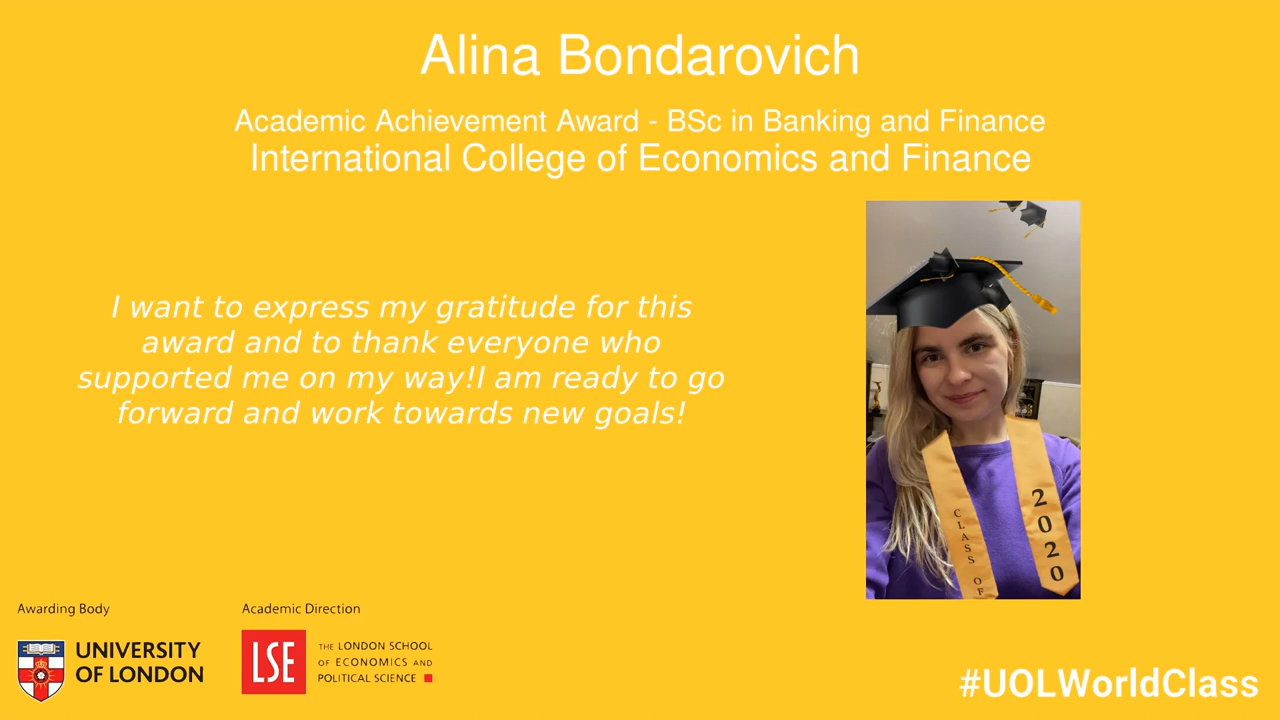 Alina Bondarovich
Academic Achievement Award - BSc in Banking and Finance
International College of Economics and Finance
I want to express my gratitude for this
award and to thank everyone who
supported me on my way!I am ready to go
forward and work towards new goals!
CLASS OF
2020
Awarding Body
UNIVERSITY
OF LONDON
Academic Direction
LSE
THE LONDON SCHOOL
OF ECONOMICS AND
POLITICAL SCIENCE
#UOLWorldClass